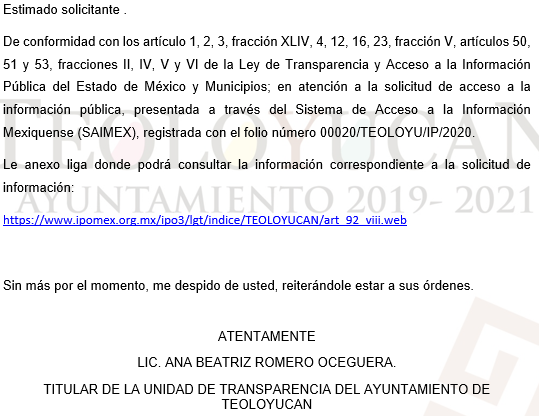 Estimado solicitante .
De conformidad con los artículo 1, 2, 3, fracción XLIV, 4, 12, 16, 23, fracción V, artículos 50,
51 y 53, fracciones II, IV, V y VI de la Ley de Transparencia y Acceso a la Información
Pública del Estado de México y Municipios; en atención a la solicitud de acceso a la
información pública, presentada a través del Sistema de Acceso a la Información
Mexiquense (SAIMEX), registrada con el folio número 00020/TEOLOYU/IP/2020.
TEOLOYUCAN
Le anexo liga donde podrá consultar la información correspondiente a la solicitud de
información:
AYUNTAMIENTO 2019- 2021
https://www.ipomex.org.mx/ipo3/lgt/indice/TEOLOYUCAN/art_92_viii.web
Sin más por el momento, me despido de usted, reiterándole estar a sus órdenes.
ATENTAMENTE
LIC. ANA BEATRIZ ROMERO OCEGUERA.
TITULAR DE LA UNIDAD DE TRANSPARENCIA DEL AYUNTAMIENTO DE
TEOLOYUCAN